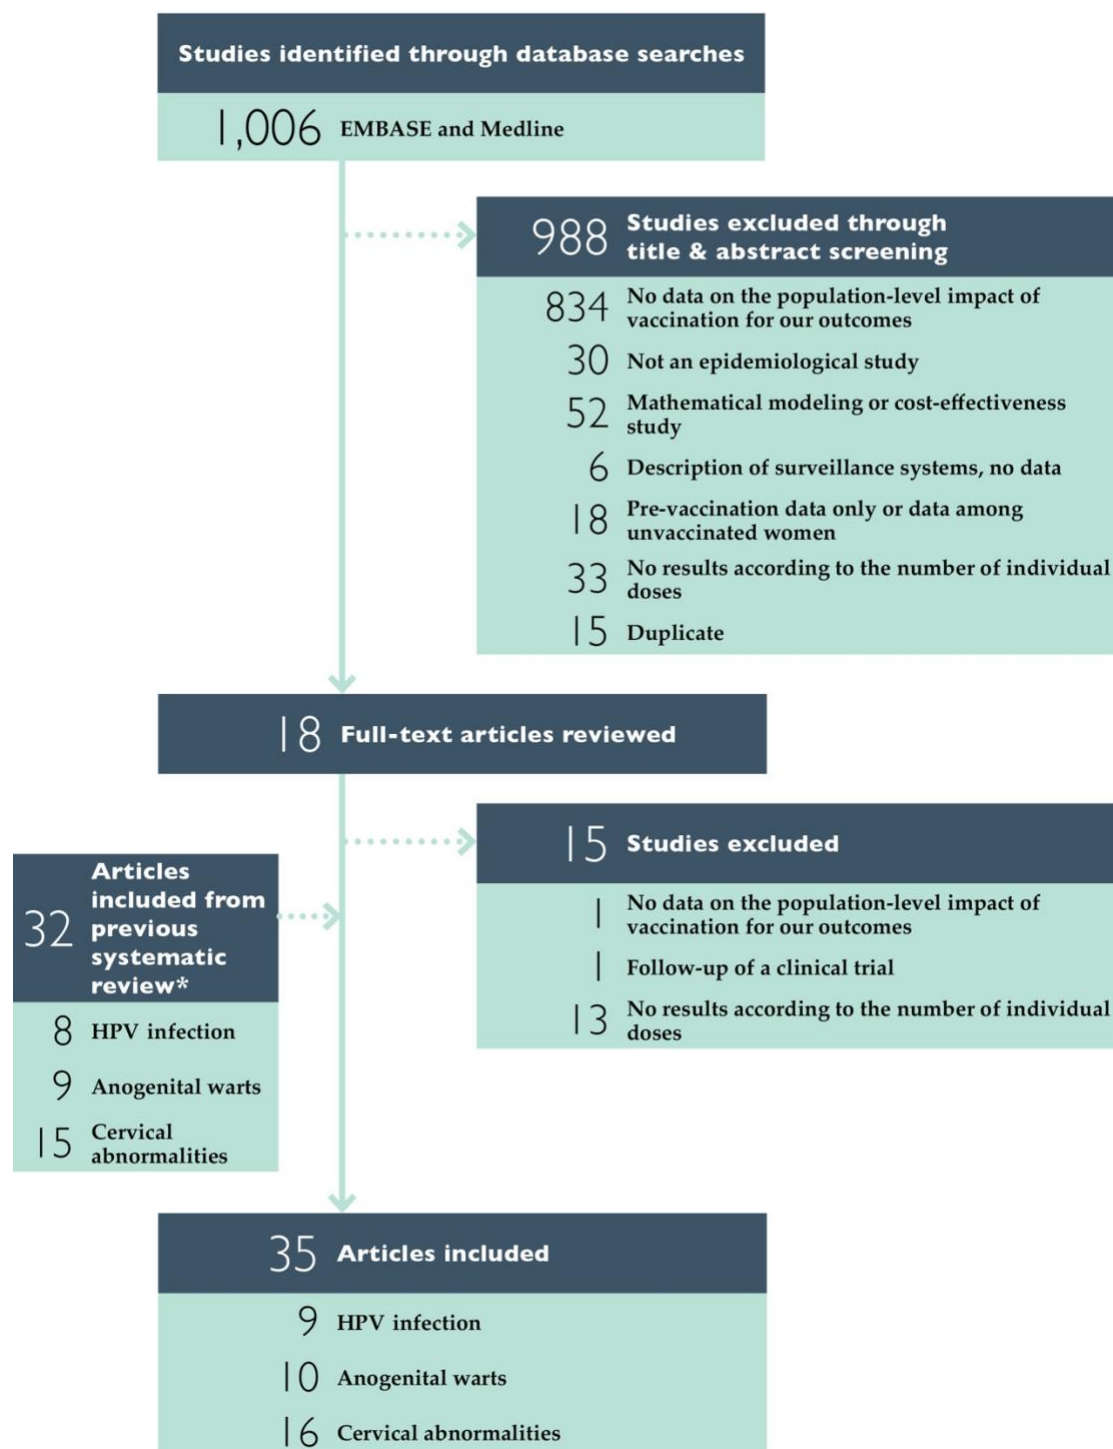 Studies identified through database searches
1,006 EMBASE and Medline
988 Studies excluded through
title & abstract screening
834 No data on the population-level impact of
vaccination for our outcomes
30 Not an epidemiological study
52 Mathematical modeling or cost-effectiveness
study
6 Description of surveillance systems, no data
18 Pre-vaccination data only or data among
unvaccinated women
33 No results according to the number of individual
doses
15 Duplicate
18 Full-text articles reviewed
15 Studies excluded
1 No data on the population-level impact of
vaccination for our outcomes
1 Follow-up of a clinical trial
13 No results according to the number of individual
doses
32 Articles
included from
previous
systematic
review*
8 HPV infection
9 Anogenital warts
15 Cervical
abnormalities
35 Articles included
9 HPV infection
10 Anogenital warts
16 Cervical abnormalities